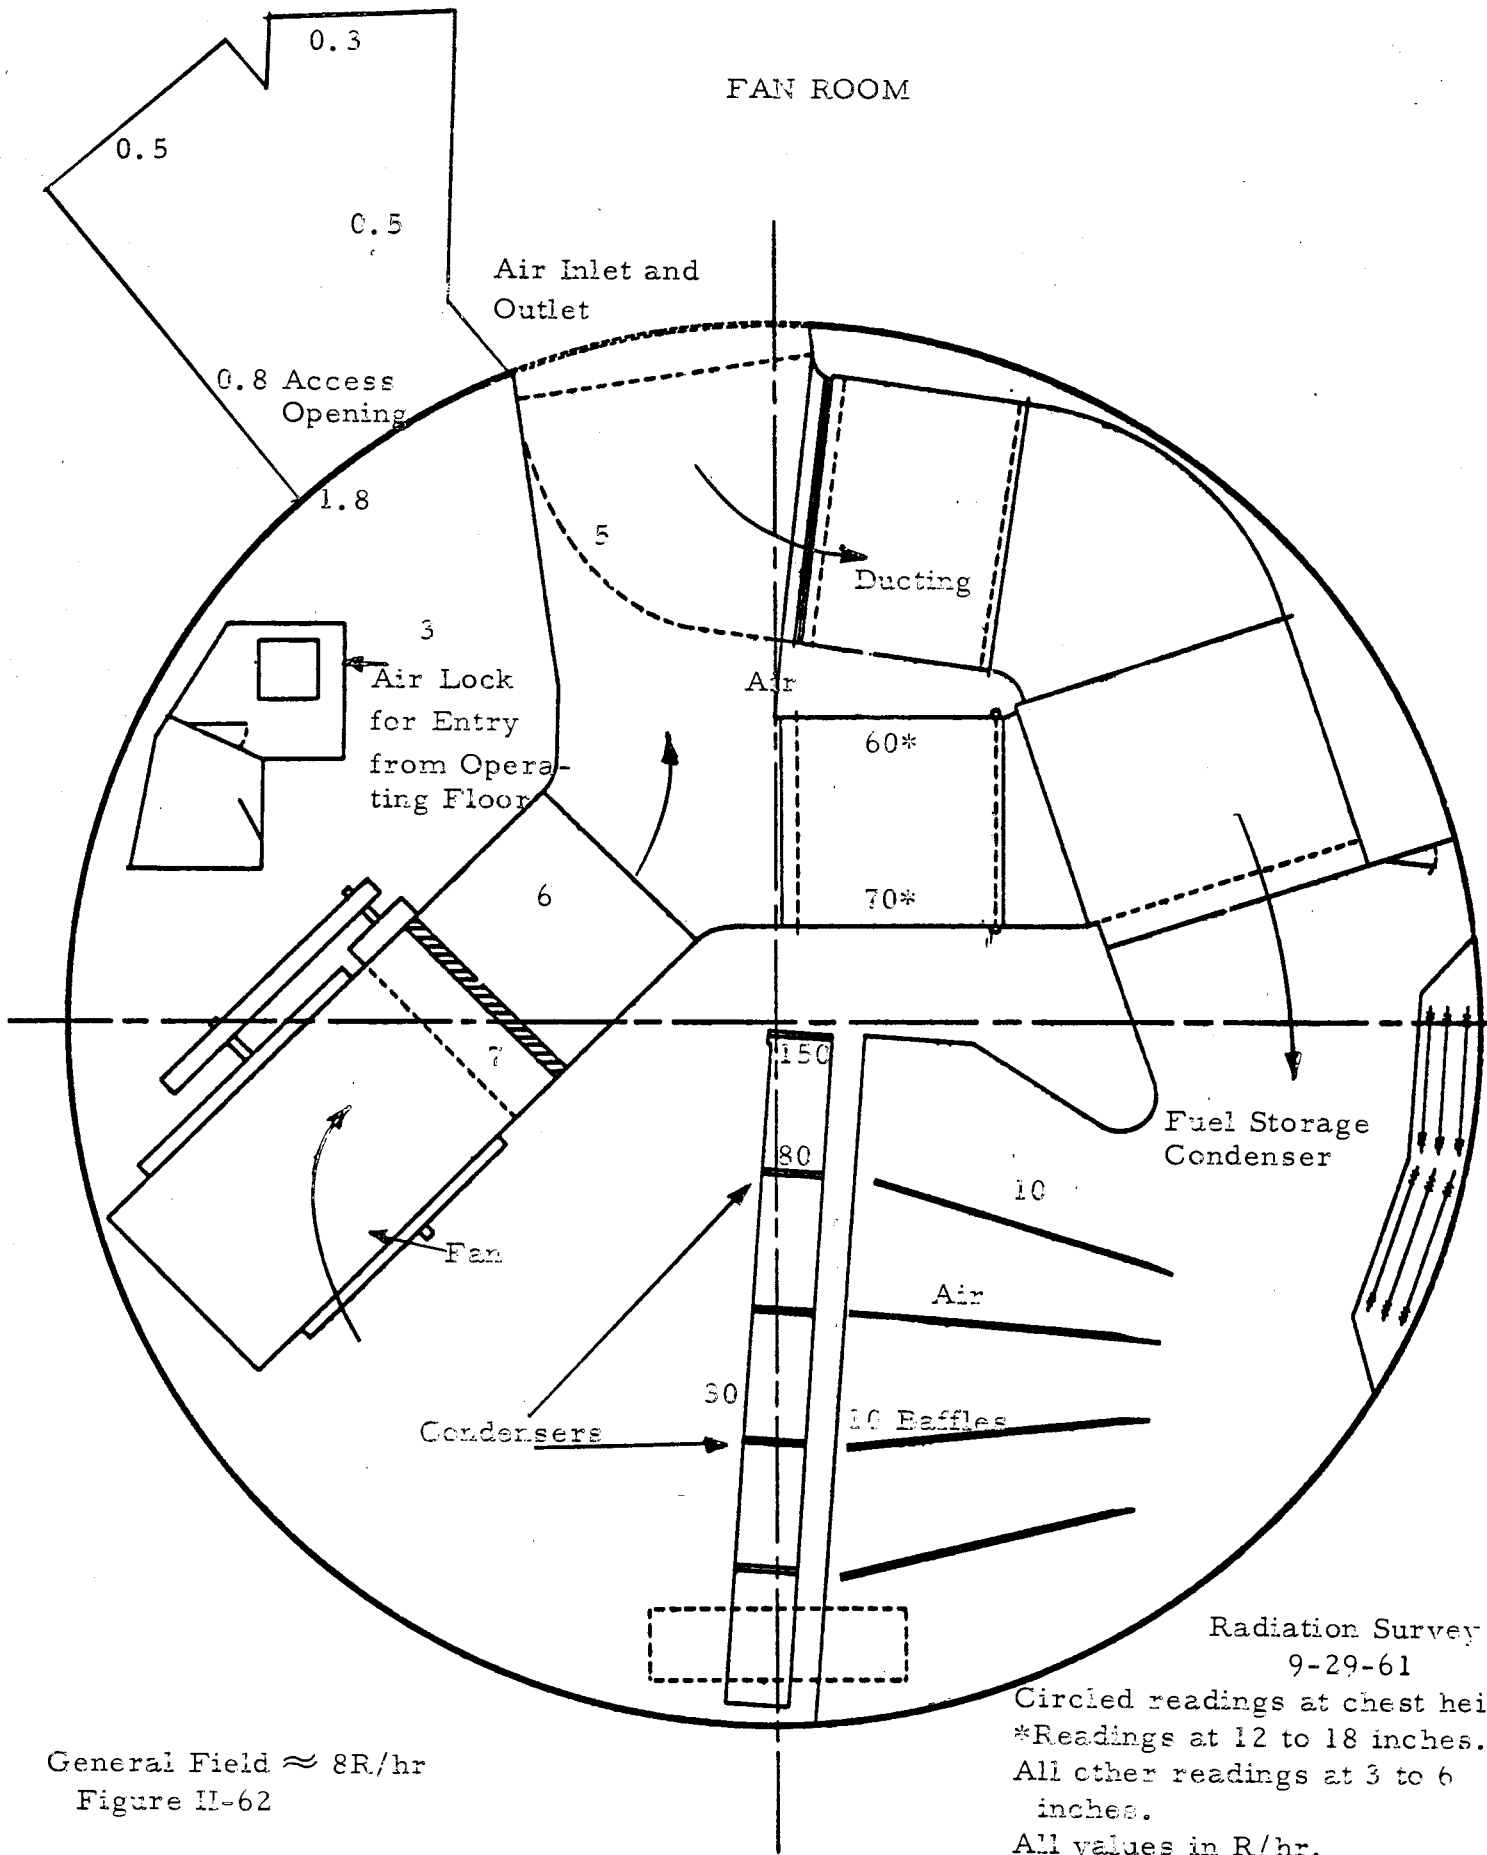 FAN ROOM
0.3
0.5
0.5
Air Inlet and
Outlet
0.8 Access
Opening
1.8
5
Ducting
3
Air Lock
for Entry
from Opera-
ting Floor
Air
60*
70*
6
7
150
80
Fuel Storage
Condenser
10
Fan
Air
30
Condensers
10 Baffles
Radiation Survey
9-29-61
Circled readings at chest hei
*Readings at 12 to 18 inches.
All other readings at 3 to 6
inches.
All values in R/hr.
General Field ≈ 8R/hr
Figure II-62